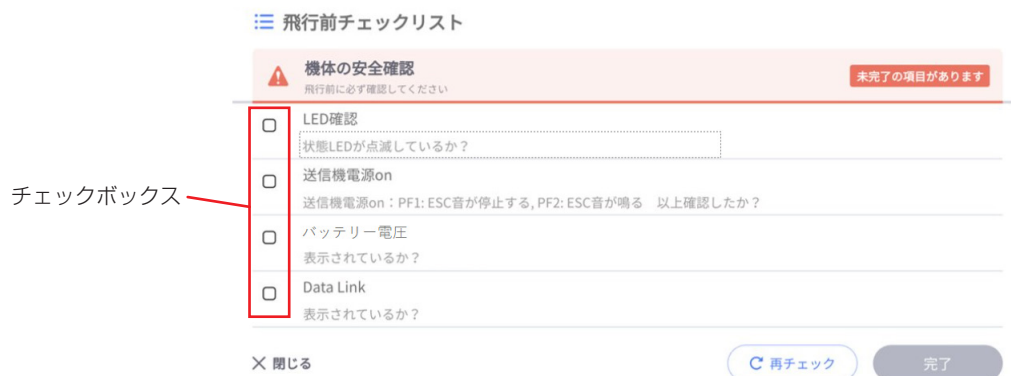 飛行前チェックリスト
機体の安全確認
飛行前に必ず確認してください
未完了の項目があります
LED確認
状態LEDが点滅しているか？
チェックボックス
送信機電源on
送信機電源on：PF1: ESC音が停止する, PF2: ESC音が鳴る　以上確認したか？
バッテリー電圧
表示されているか？
Data Link
表示されているか？
閉じる
再チェック
完了